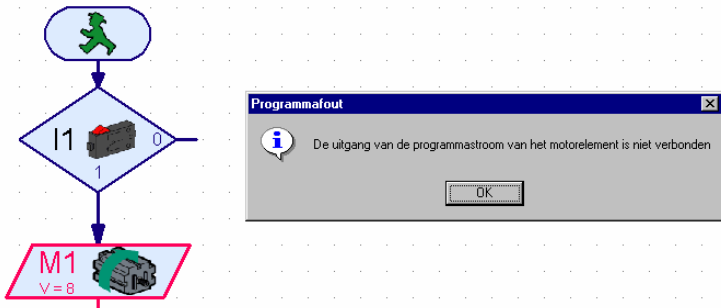 I1
0
1
M1
V = 8
Programmafout
De uitgang van de programmastroom van het motorelement is niet verbonden
OK